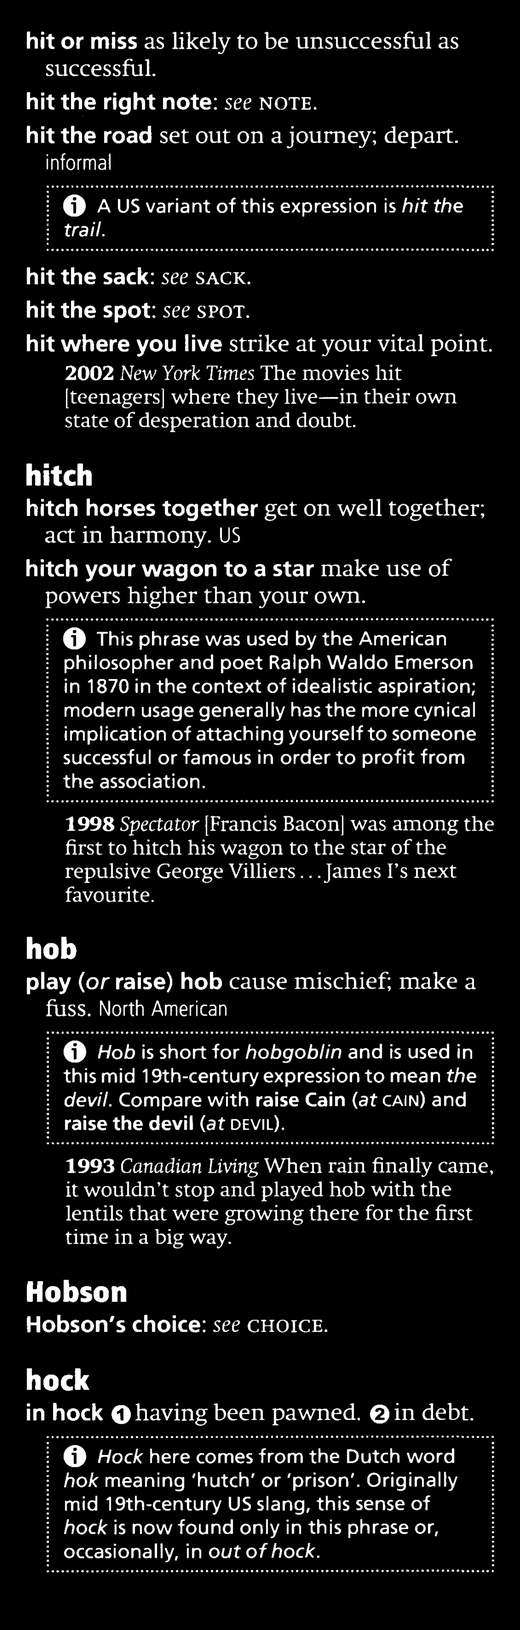 hit or miss as likely to be unsuccessful as
successful.
hit the right note: see NOTE.
hit the road set out on a journey; depart.
informal
ⓘ A US variant of this expression is hit the
trail.
hit the sack: see SACK.
hit the spot: see SPOT.
hit where you live strike at your vital point.
2002 New York Times The movies hit
[teenagers] where they live—in their own
state of desperation and doubt.
hitch
hitch horses together get on well together;
act in harmony. US
hitch your wagon to a star make use of
powers higher than your own.
ⓘ This phrase was used by the American
philosopher and poet Ralph Waldo Emerson
in 1870 in the context of idealistic aspiration;
modern usage generally has the more cynical
implication of attaching yourself to someone
successful or famous in order to profit from
the association.
1998 Spectator [Francis Bacon] was among the
first to hitch his wagon to the star of the
repulsive George Villiers...James I's next
favourite.
hob
play (or raise) hob cause mischief; make a
fuss. North American
ⓘ Hob is short for hobgoblin and is used in
this mid 19th-century expression to mean the
devil. Compare with raise Cain (at CAIN) and
raise the devil (at DEVIL).
1993 Canadian Living When rain finally came,
it wouldn't stop and played hob with the
lentils that were growing there for the first
time in a big way.
Hobson
Hobson's choice: see CHOICE.
hock
in hock ❶ having been pawned. ❷ in debt.
ⓘ Hock here comes from the Dutch word
hok meaning 'hutch' or 'prison'. Originally
mid 19th-century US slang, this sense of
hock is now found only in this phrase or,
occasionally, in out of hock.